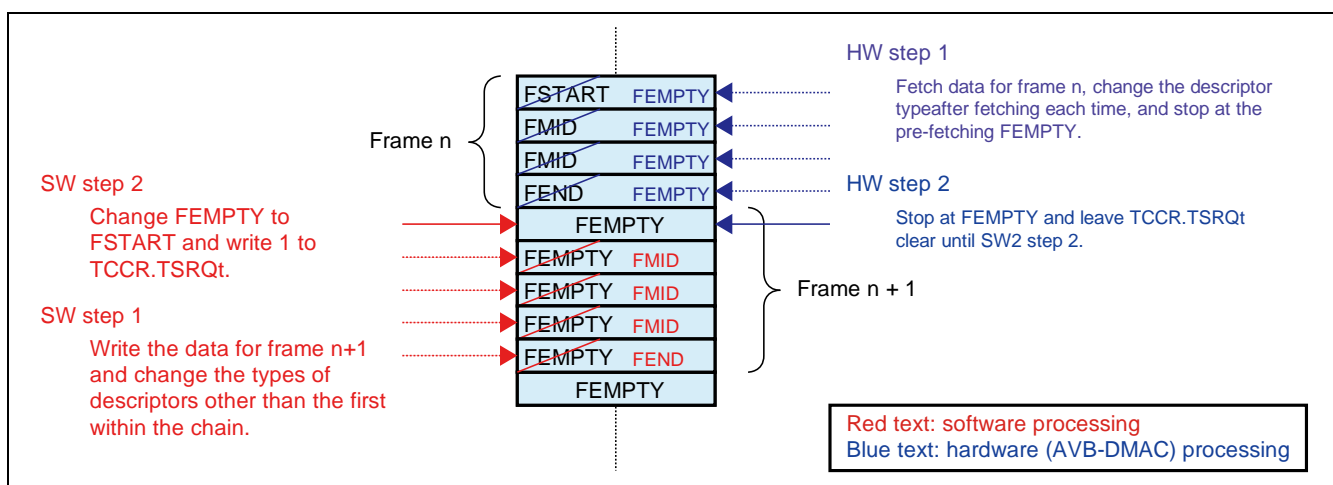 HW step 1
Fetch data for frame n, change the descriptor
typeafter fetching each time, and stop at the
pre-fetching FEMPTY.
FSTART FEMPTY
FMID FEMPTY
FMID FEMPTY
FEND FEMPTY
FEMPTY
FEMPTY FMID
FEMPTY FMID
FEMPTY FMID
FEMPTY FEND
FEMPTY
Frame n
SW step 2
Change FEMPTY to
FSTART and write 1 to
TCCR.TSRQt.
HW step 2
Stop at FEMPTY and leave TCCR.TSRQt
clear until SW2 step 2.
Frame n + 1
SW step 1
Write the data for frame n+1
and change the types of
descriptors other than the first
within the chain.
Red text: software processing
Blue text: hardware (AVB-DMAC) processing